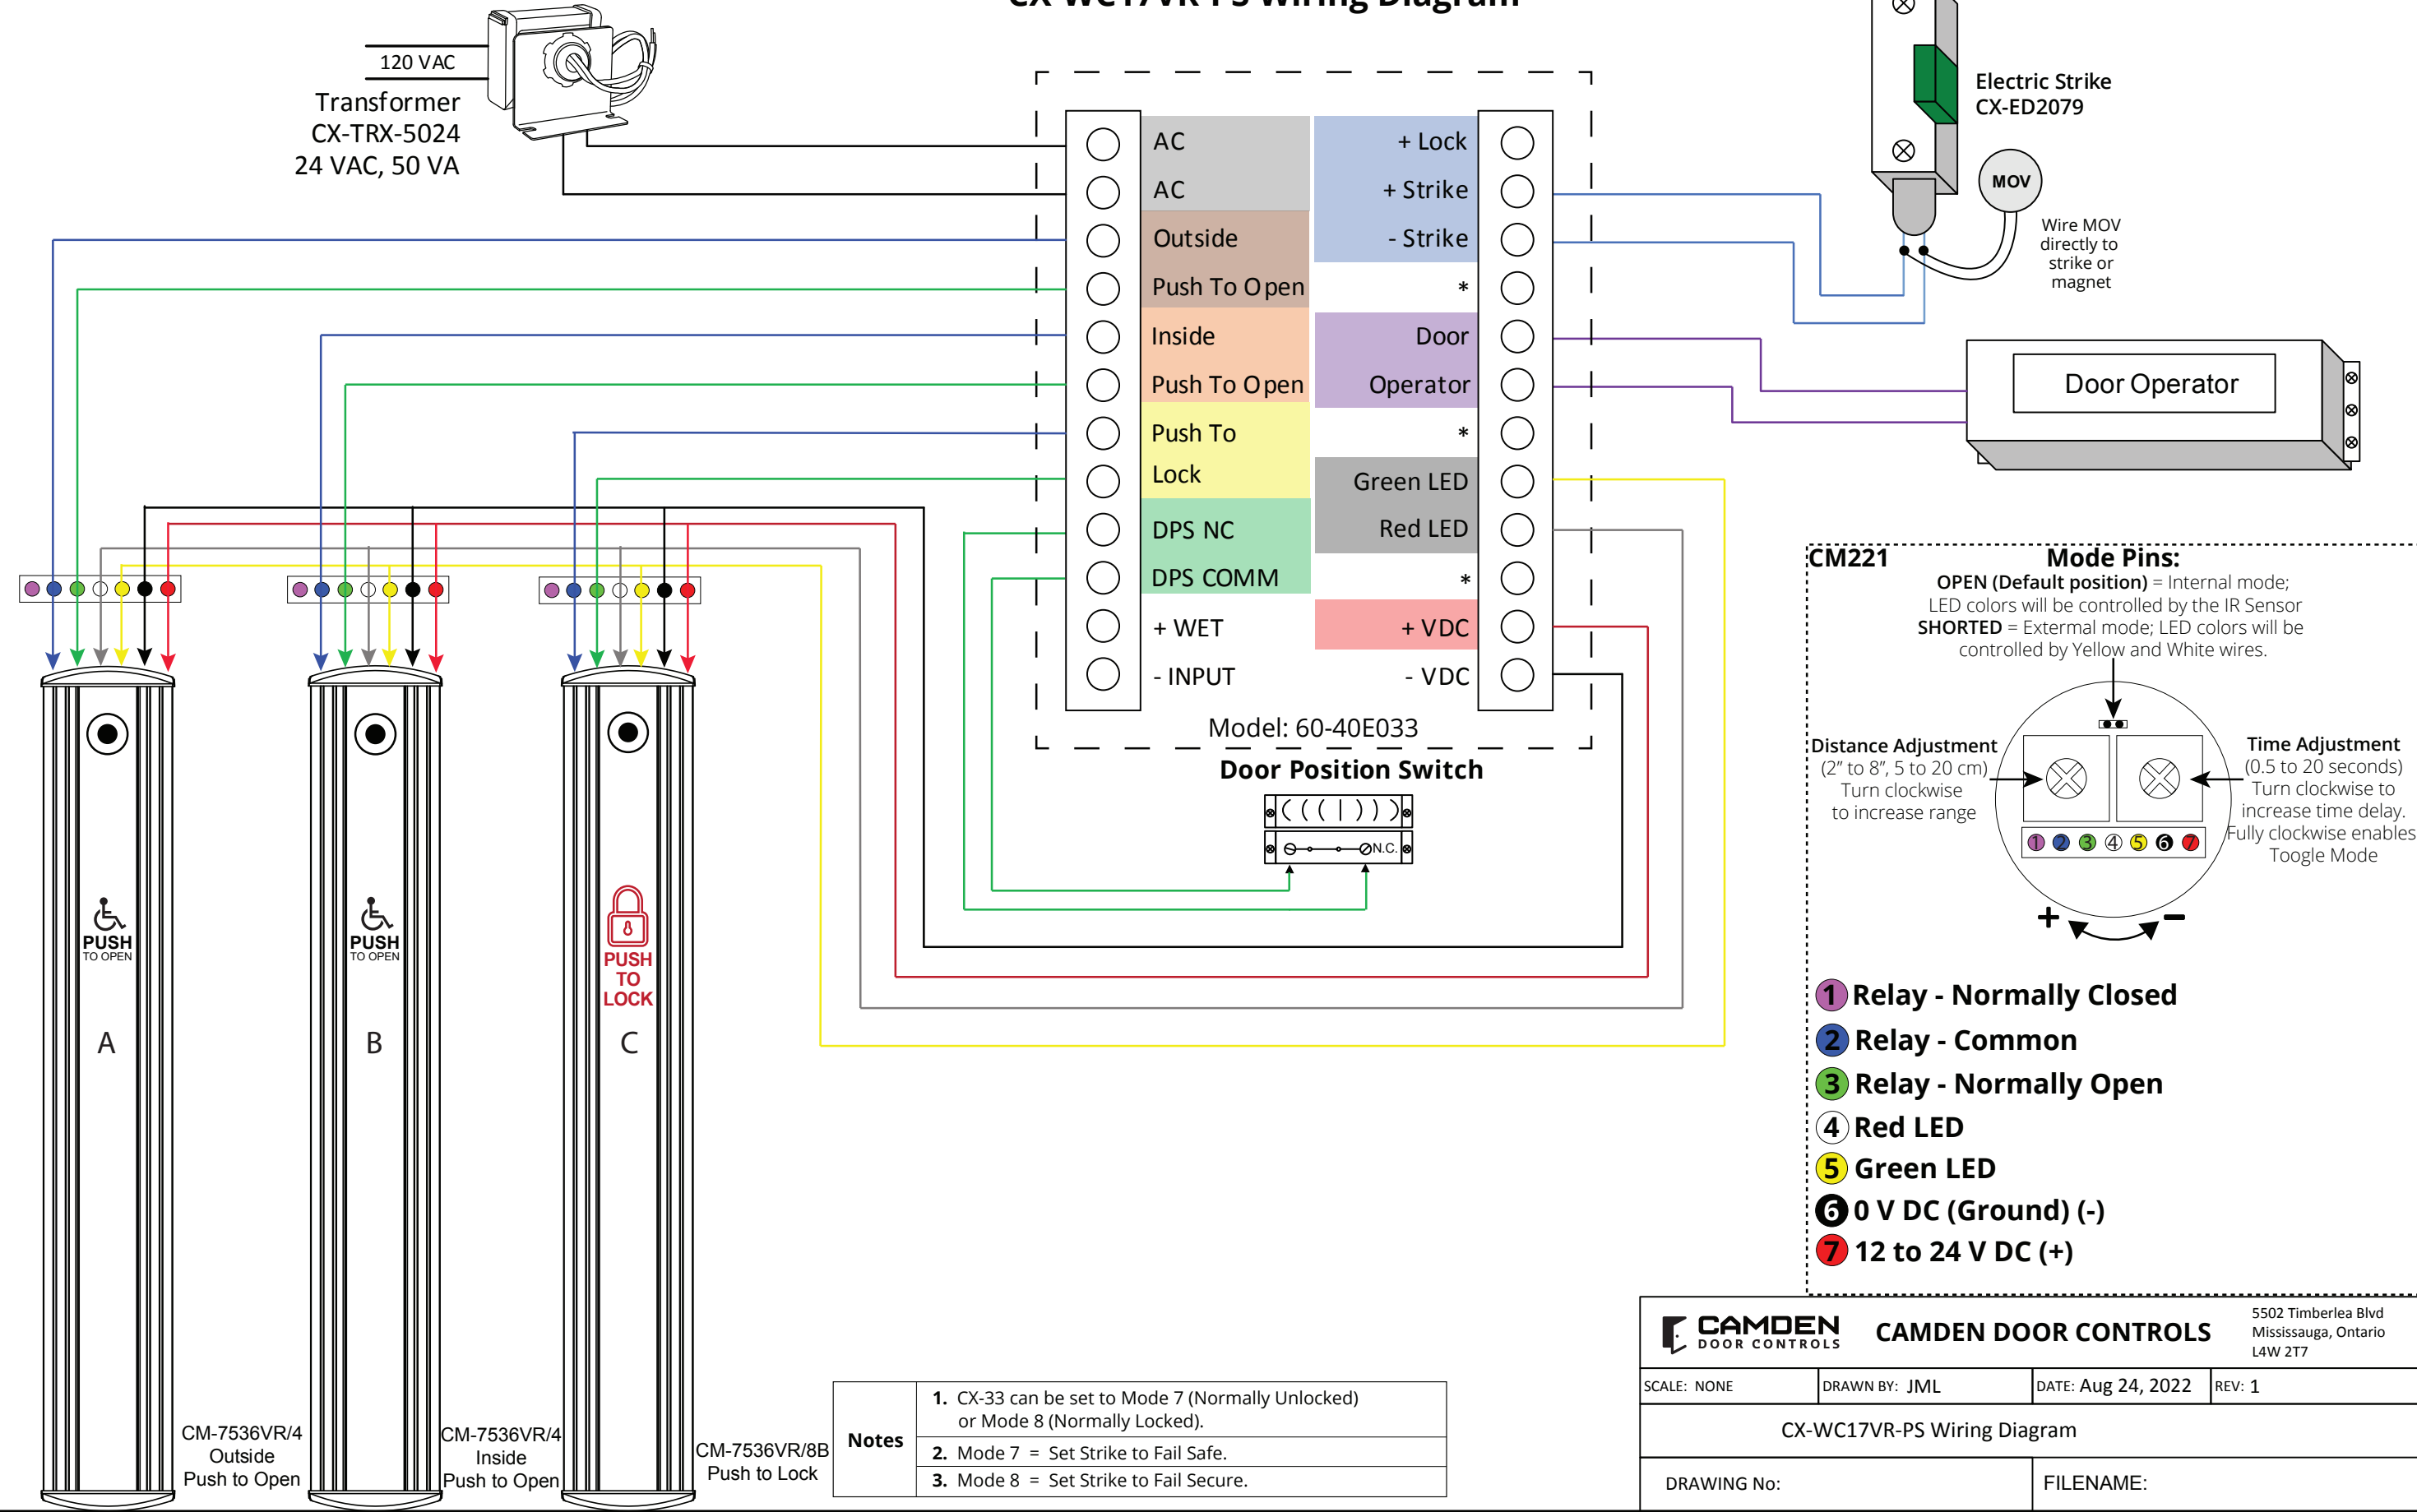 CX-WC17VR-PS Wiring Diagram
120 VAC
Transformer
CX-TRX-5024
24 VAC, 50 VA
AC
AC
Outside
Push To Open
Inside
Push To Open
Push To
Lock
DPS NC
DPS COMM
+ WET
- INPUT
+ Lock
+ Strike
- Strike
*
Door
Operator
*
Green LED
Red LED
*
+ VDC
- VDC
Model: 60-40E033
Door Position Switch
N.C.
Electric Strike
CX-ED2079
MOV
Wire MOV
directly to
strike or
magnet
Door Operator
CM221
Mode Pins:
OPEN (Default position) = Internal mode;
LED colors will be controlled by the IR Sensor
SHORTED = Extermal mode; LED colors will be
controlled by Yellow and White wires.
Distance Adjustment
(2” to 8”, 5 to 20 cm)
Turn clockwise
to increase range
Time Adjustment
(0.5 to 20 seconds)
Turn clockwise to
increase time delay.
Fully clockwise enables
Toogle Mode
1 2 3 4 5 6 7
+ -
1 Relay - Normally Closed
2 Relay - Common
3 Relay - Normally Open
4 Red LED
5 Green LED
6 0 V DC (Ground) (-)
7 12 to 24 V DC (+)
PUSH
TO OPEN
A
CM-7536VR/4
Outside
Push to Open
PUSH
TO OPEN
B
CM-7536VR/4
Inside
Push to Open
PUSH
TO
LOCK
C
CM-7536VR/8B
Push to Lock
Notes
1. CX-33 can be set to Mode 7 (Normally Unlocked)
or Mode 8 (Normally Locked).
2. Mode 7 = Set Strike to Fail Safe.
3. Mode 8 = Set Strike to Fail Secure.
CAMDEN
DOOR CONTROLS
CAMDEN DOOR CONTROLS
5502 Timberlea Blvd
Mississauga, Ontario
L4W 2T7
SCALE: NONE
DRAWN BY: JML
DATE: Aug 24, 2022
REV: 1
CX-WC17VR-PS Wiring Diagram
DRAWING No:
FILENAME: